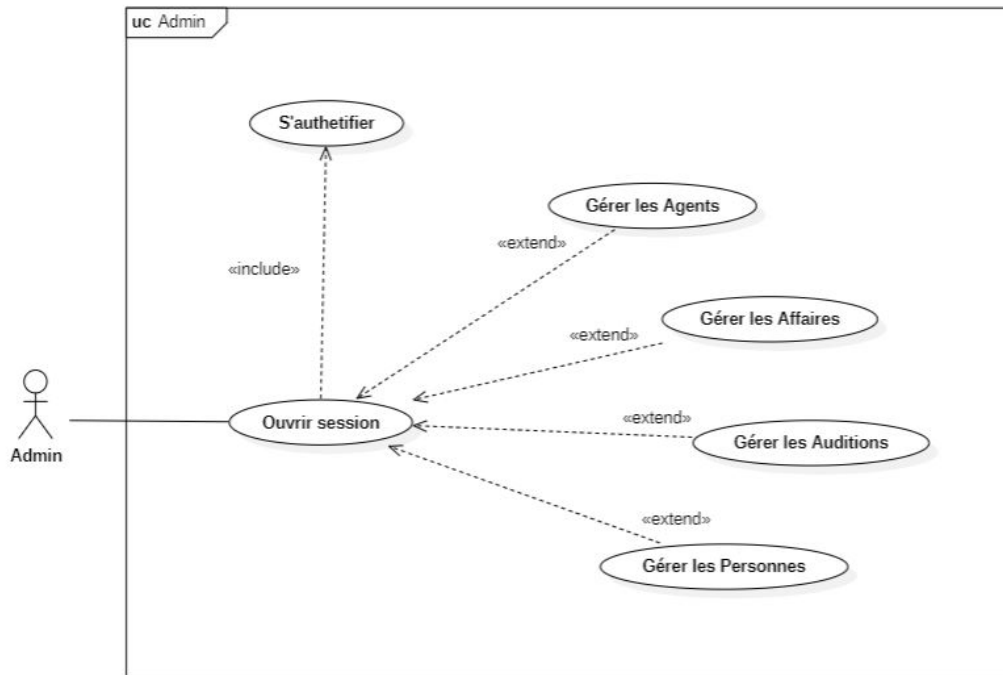 uc Admin
S'authetifier
Gérer les Agents
«extend»
«include»
Gérer les Affaires
«extend»
Admin
Ouvrir session
«extend»
Gérer les Auditions
«extend»
Gérer les Personnes